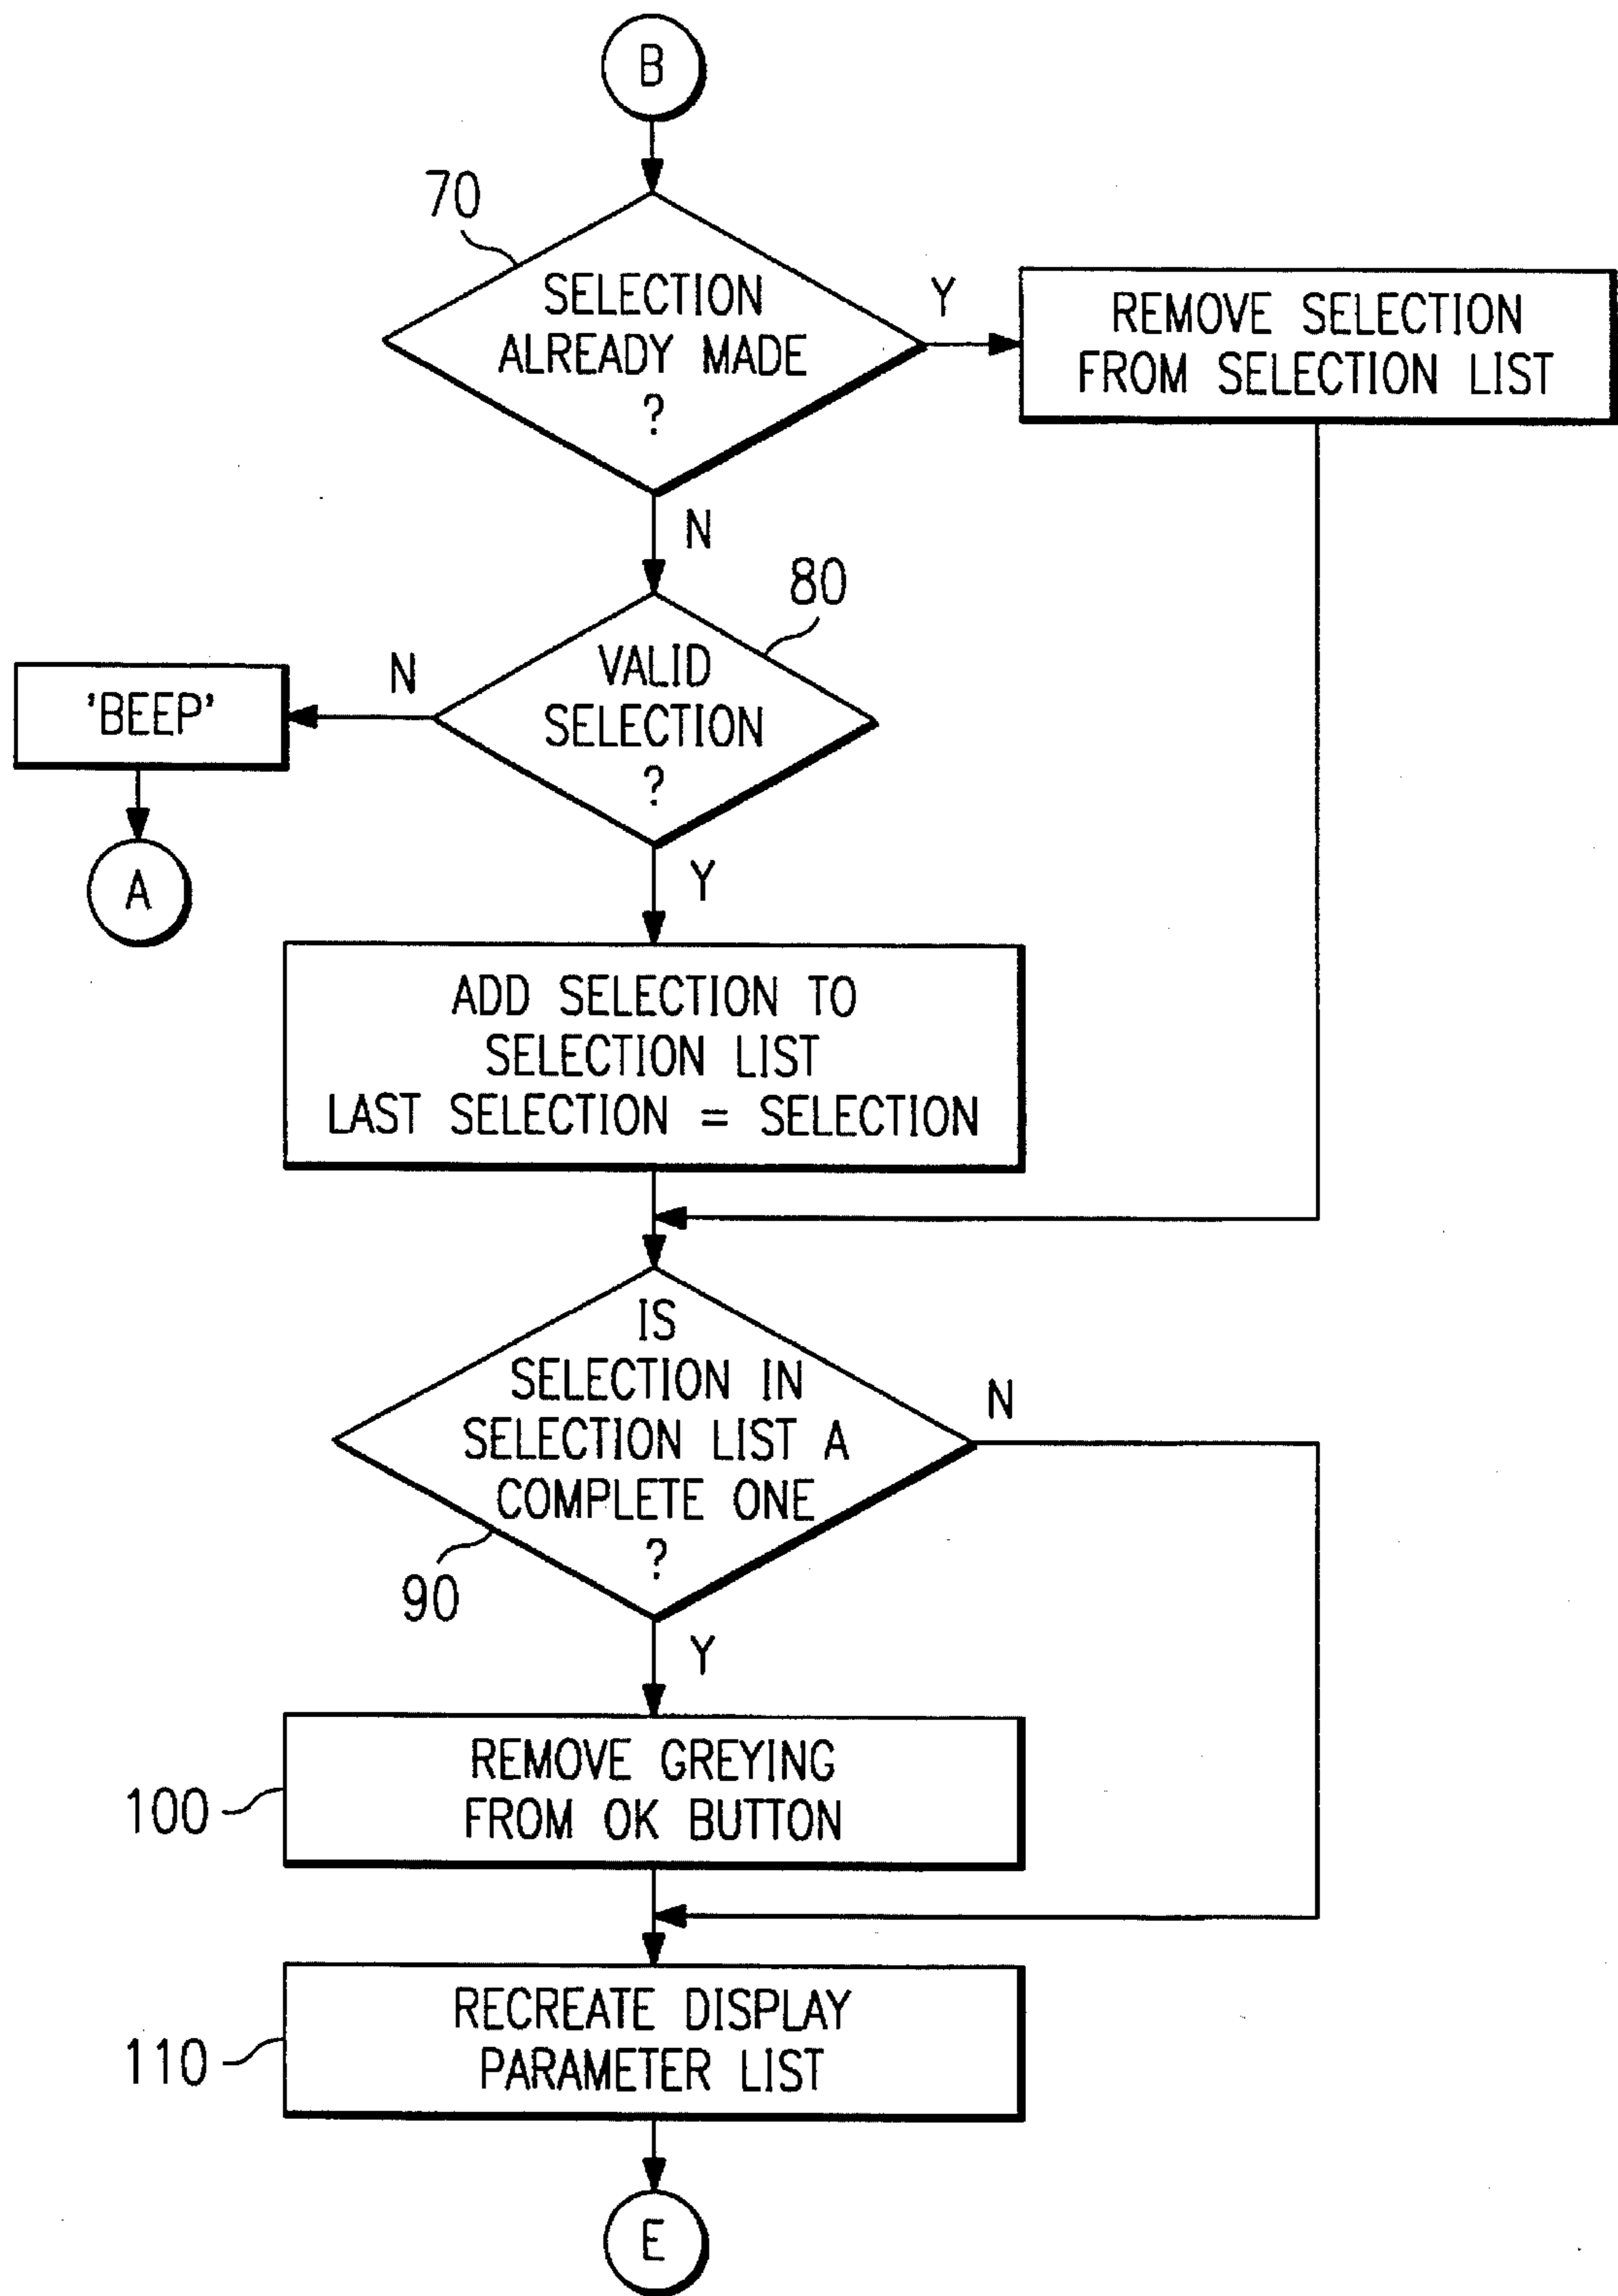 B
70
SELECTION
ALREADY MADE
?
Y
REMOVE SELECTION
FROM SELECTION LIST
N
80
VALID
SELECTION
?
N
'BEEP'
A
Y
ADD SELECTION TO
SELECTION LIST
LAST SELECTION = SELECTION
IS
SELECTION IN
SELECTION LIST A
COMPLETE ONE
?
N
90
Y
100
REMOVE GREYING
FROM OK BUTTON
110
RECREATE DISPLAY
PARAMETER LIST
E